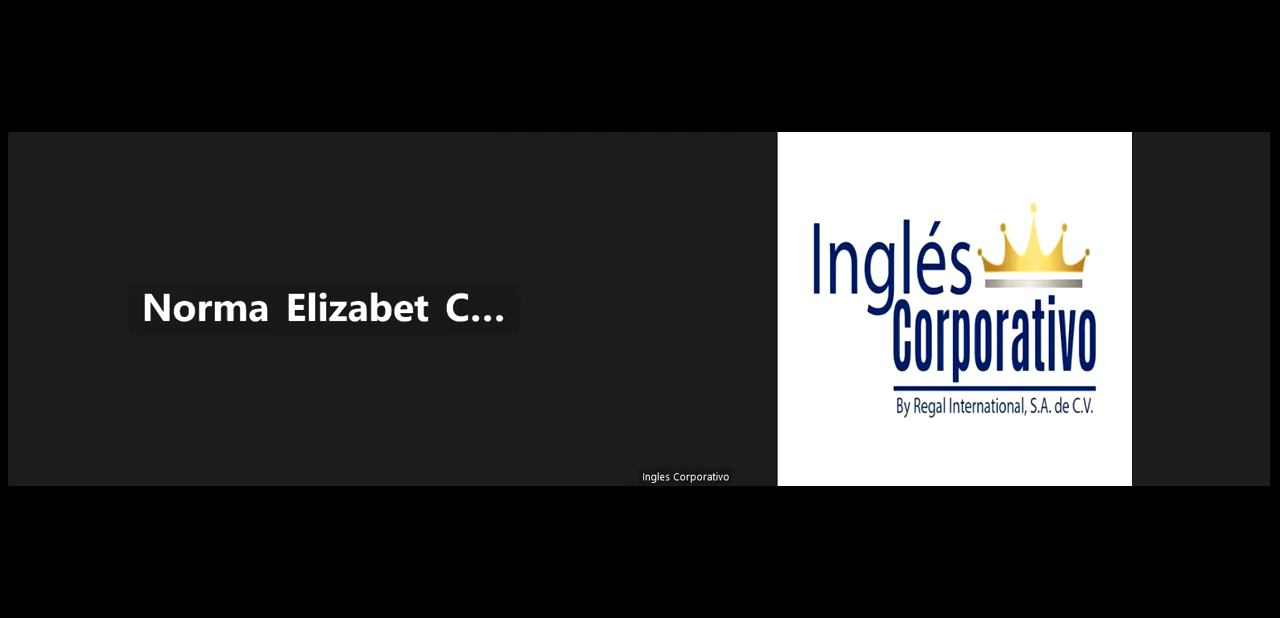 Norma Elizabet C...
Inglés
Corporativo
By Regal International, S.A. de C.V.
Ingles Corporativo